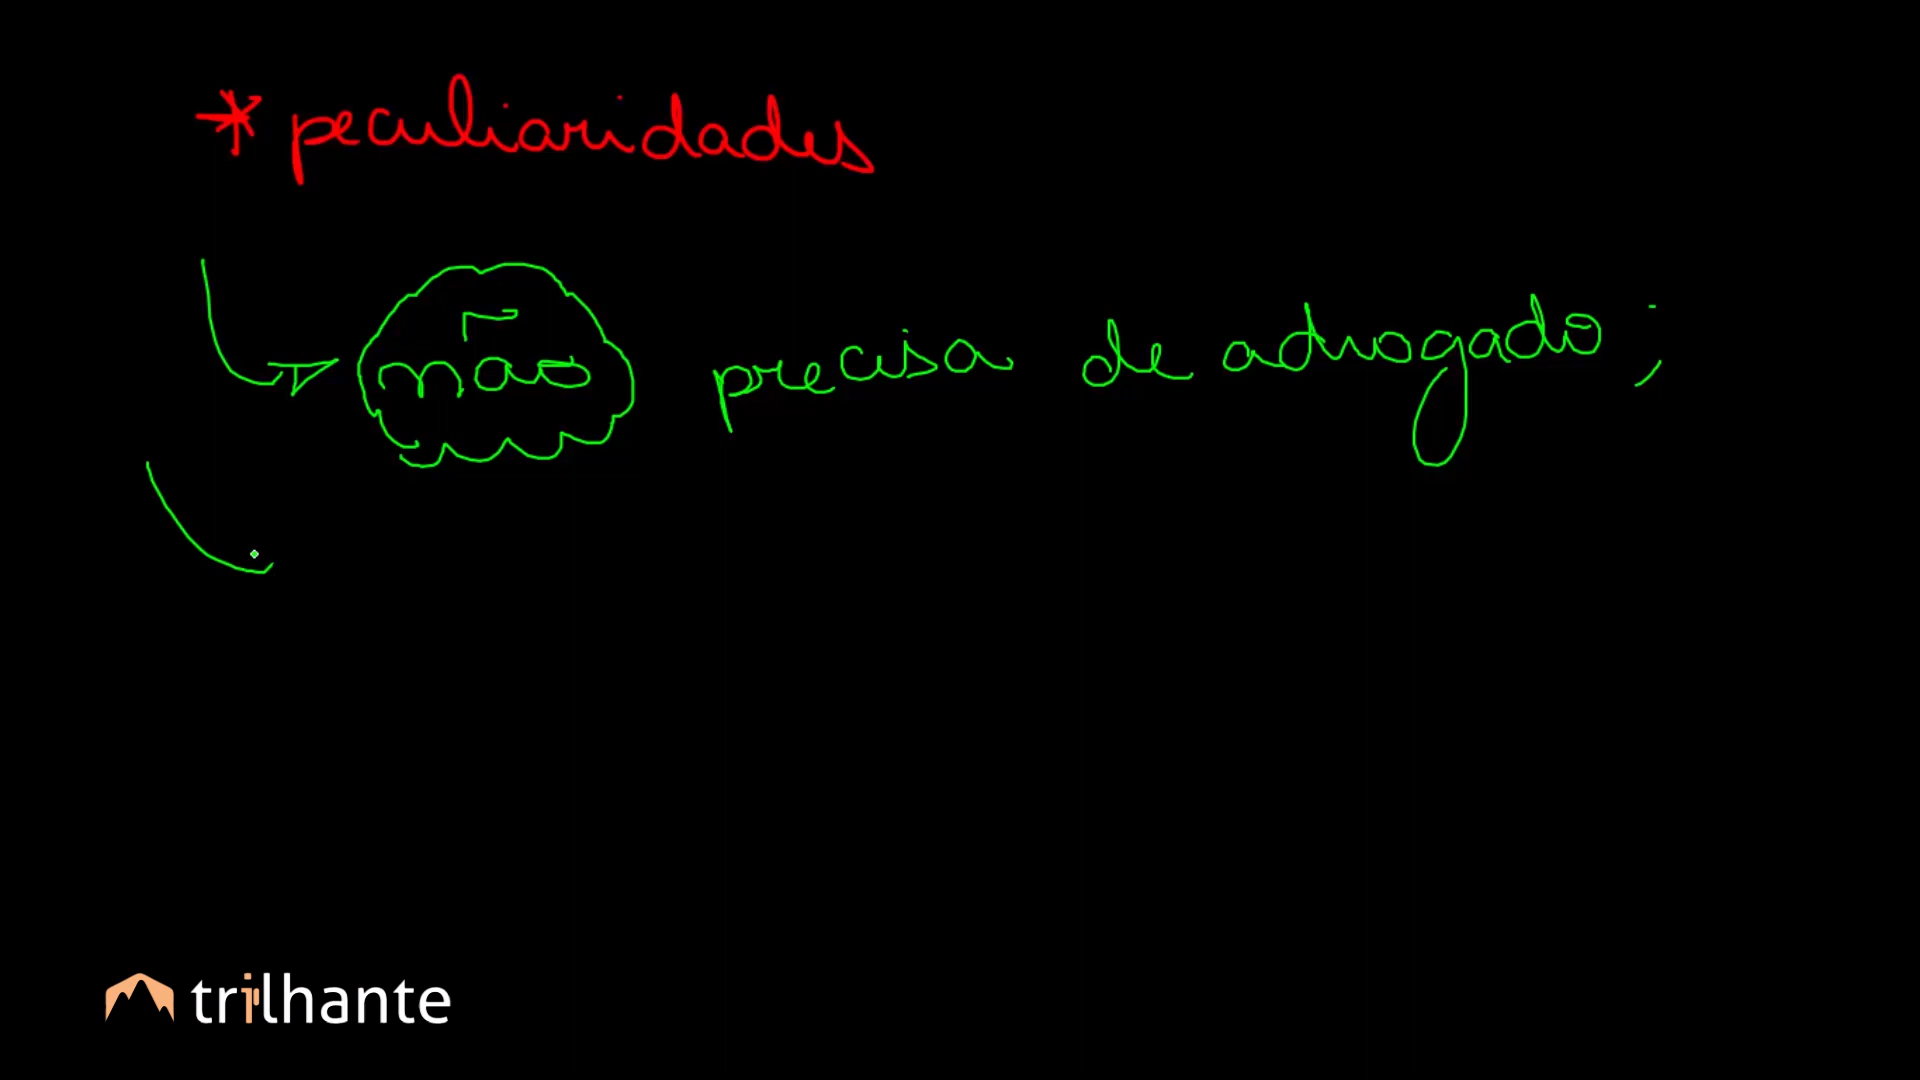 * peculiaridades
não precisa de advogado;
trilhante